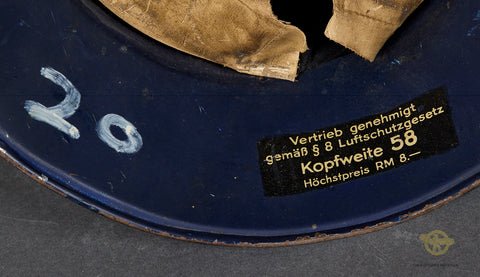 20
Vertrieb genehmigt
gemäß § 8 Luftschutzgesetz
Kopfweite 58
Höchstpreis RM 8.—